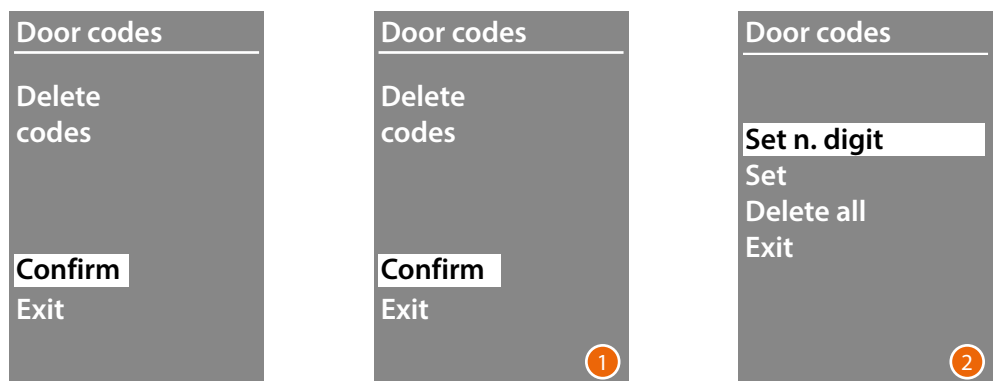 Door codes
Delete
codes
Confirm
Exit
Door codes
Delete
codes
Confirm
Exit
1
Door codes
Set n. digit
Set
Delete all
Exit
2